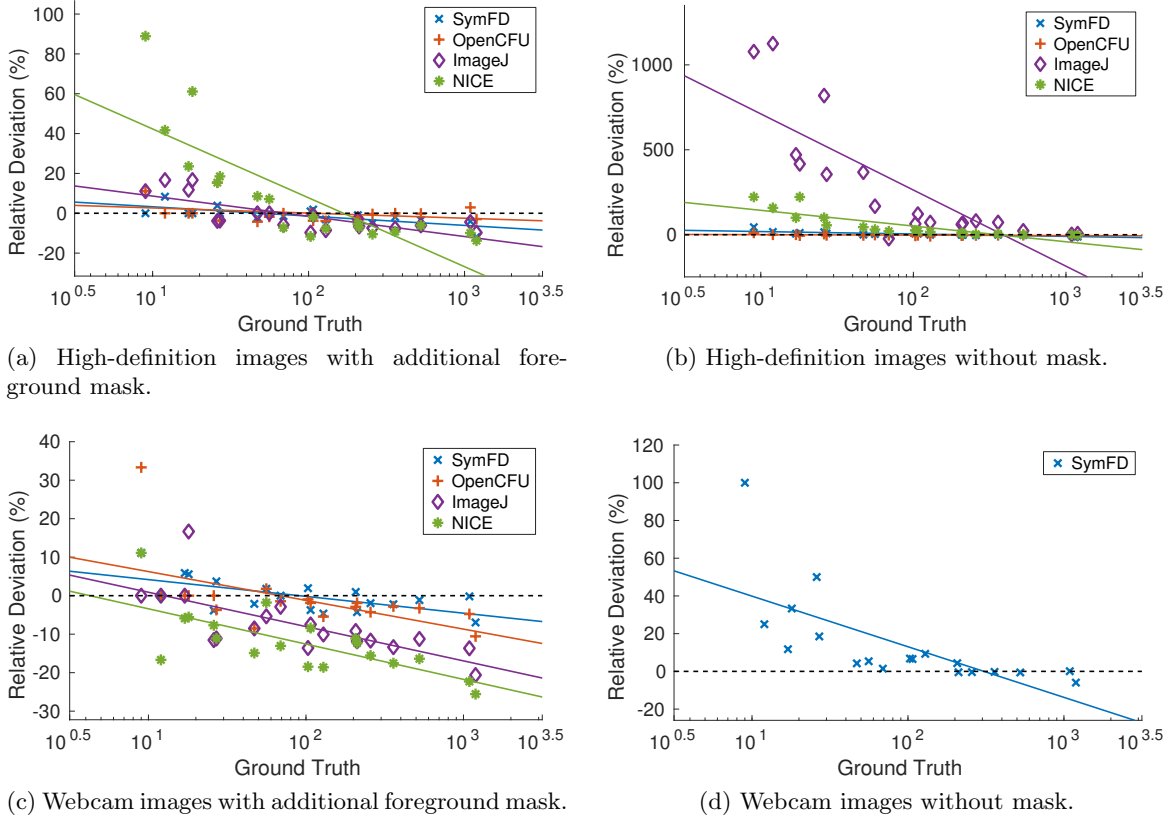 100
80
60
40
20
0
-20
Relative Deviation (%)
SymFD
OpenCFU
ImageJ
NICE
10^0.5
10^1
10^2
10^3
10^3.5
Ground Truth
(a) High-definition images with additional fore-
ground mask.
1000
500
0
Relative Deviation (%)
SymFD
OpenCFU
ImageJ
NICE
10^0.5
10^1
10^2
10^3
10^3.5
Ground Truth
(b) High-definition images without mask.
40
30
20
10
0
-10
-20
-30
Relative Deviation (%)
SymFD
OpenCFU
ImageJ
NICE
10^0.5
10^1
10^2
10^3
10^3.5
Ground Truth
(c) Webcam images with additional foreground mask.
120
100
80
60
40
20
0
-20
Relative Deviation (%)
SymFD
10^0.5
10^1
10^2
10^3
10^3.5
Ground Truth
(d) Webcam images without mask.